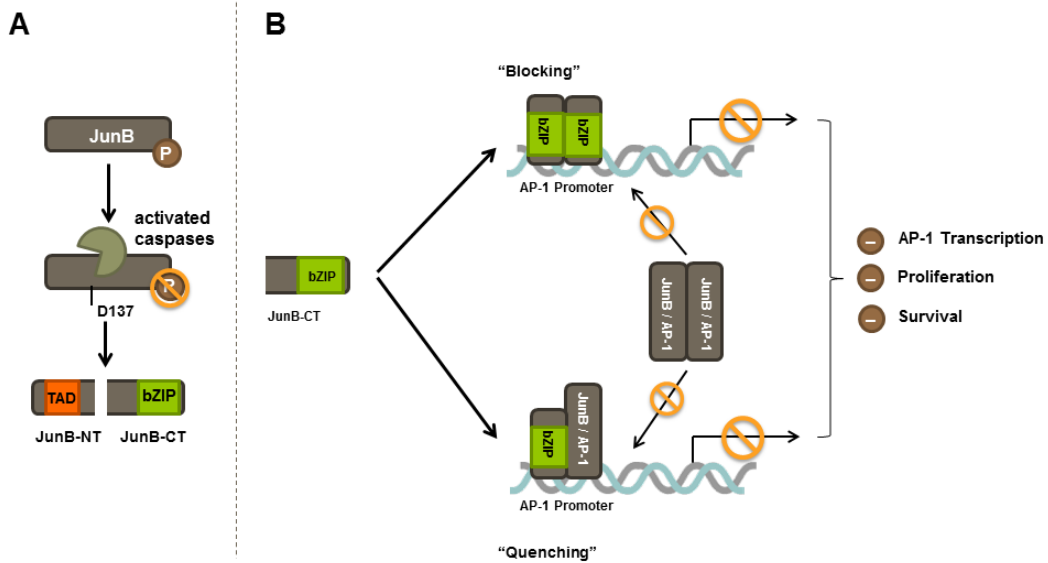 A
JunB
P
activated
caspases
P
D137
TAD
bZIP
JunB-NT
JunB-CT
B
“Blocking”
bZIP
bZIP
AP-1 Promoter
bZIP
JunB-CT
JunB / AP-1
JunB / AP-1
bZIP
JunB / AP-1
AP-1 Promoter
“Quenching”
– AP-1 Transcription
– Proliferation
– Survival